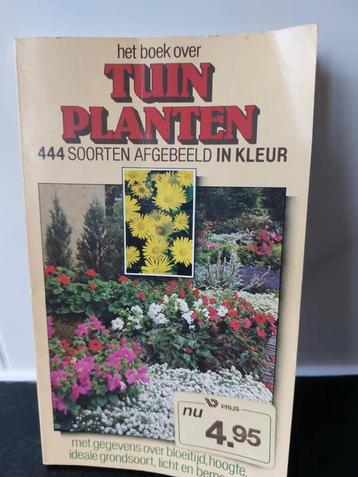 het boek over
TUIN
PLANTEN
444 SOORTEN AFGEBEELD IN KLEUR
PRIJS
nu 4.95
met gegevens over bloeitijd, hoogte,
ideale grondsoort, licht en